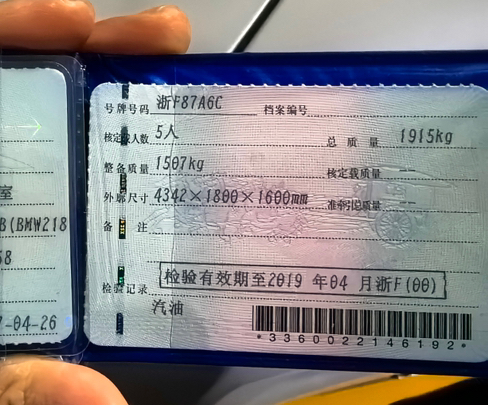 号牌号码 浙F87A6C 档案编号
核定载人数 5人 总质量 1915kg
整备质量 1507kg 核定载质量 --
外廓尺寸 4342×1800×1600mm 准牵引总质量 --
备注
检验有效期至2019 年04 月浙F(00)
检验记录
汽油
*3360022146192*
室
B(BMW218
68
7-04-26